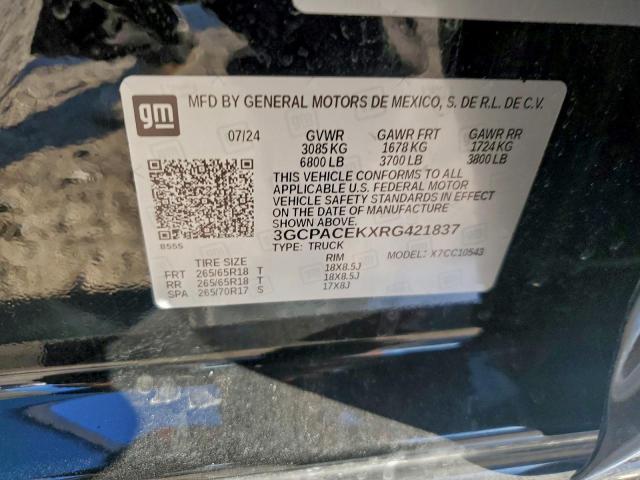 gm
MFD BY GENERAL MOTORS DE MEXICO, S. DE R.L. DE C.V.
07/24 GVWR GAWR FRT GAWR RR
3085 KG 1678 KG 1724 KG
6800 LB 3700 LB 3800 LB
THIS VEHICLE CONFORMS TO ALL
APPLICABLE U.S. FEDERAL MOTOR
VEHICLE SAFETY STANDARDS IN EFFECT
ON THE DATE OF MANUFACTURE
SHOWN ABOVE.
8555
3GCPACEKXRG421837
TYPE: TRUCK MODEL: X7CC10543
TIRE SIZE RIM
FRT 265/65R18 T 18X8.5J
RR 265/65R18 T 18X8.5J
SPA 265/70R17 S 17X8J